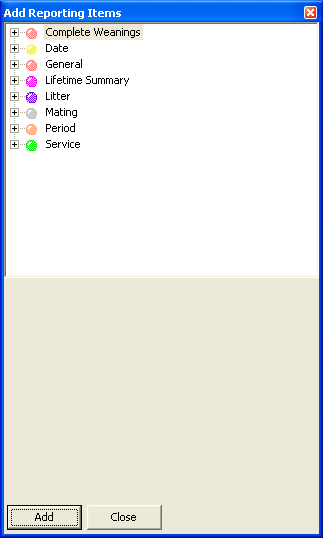 Add Reporting Items
Complete Weanings
Date
General
Lifetime Summary
Litter
Mating
Period
Service
Add
Close